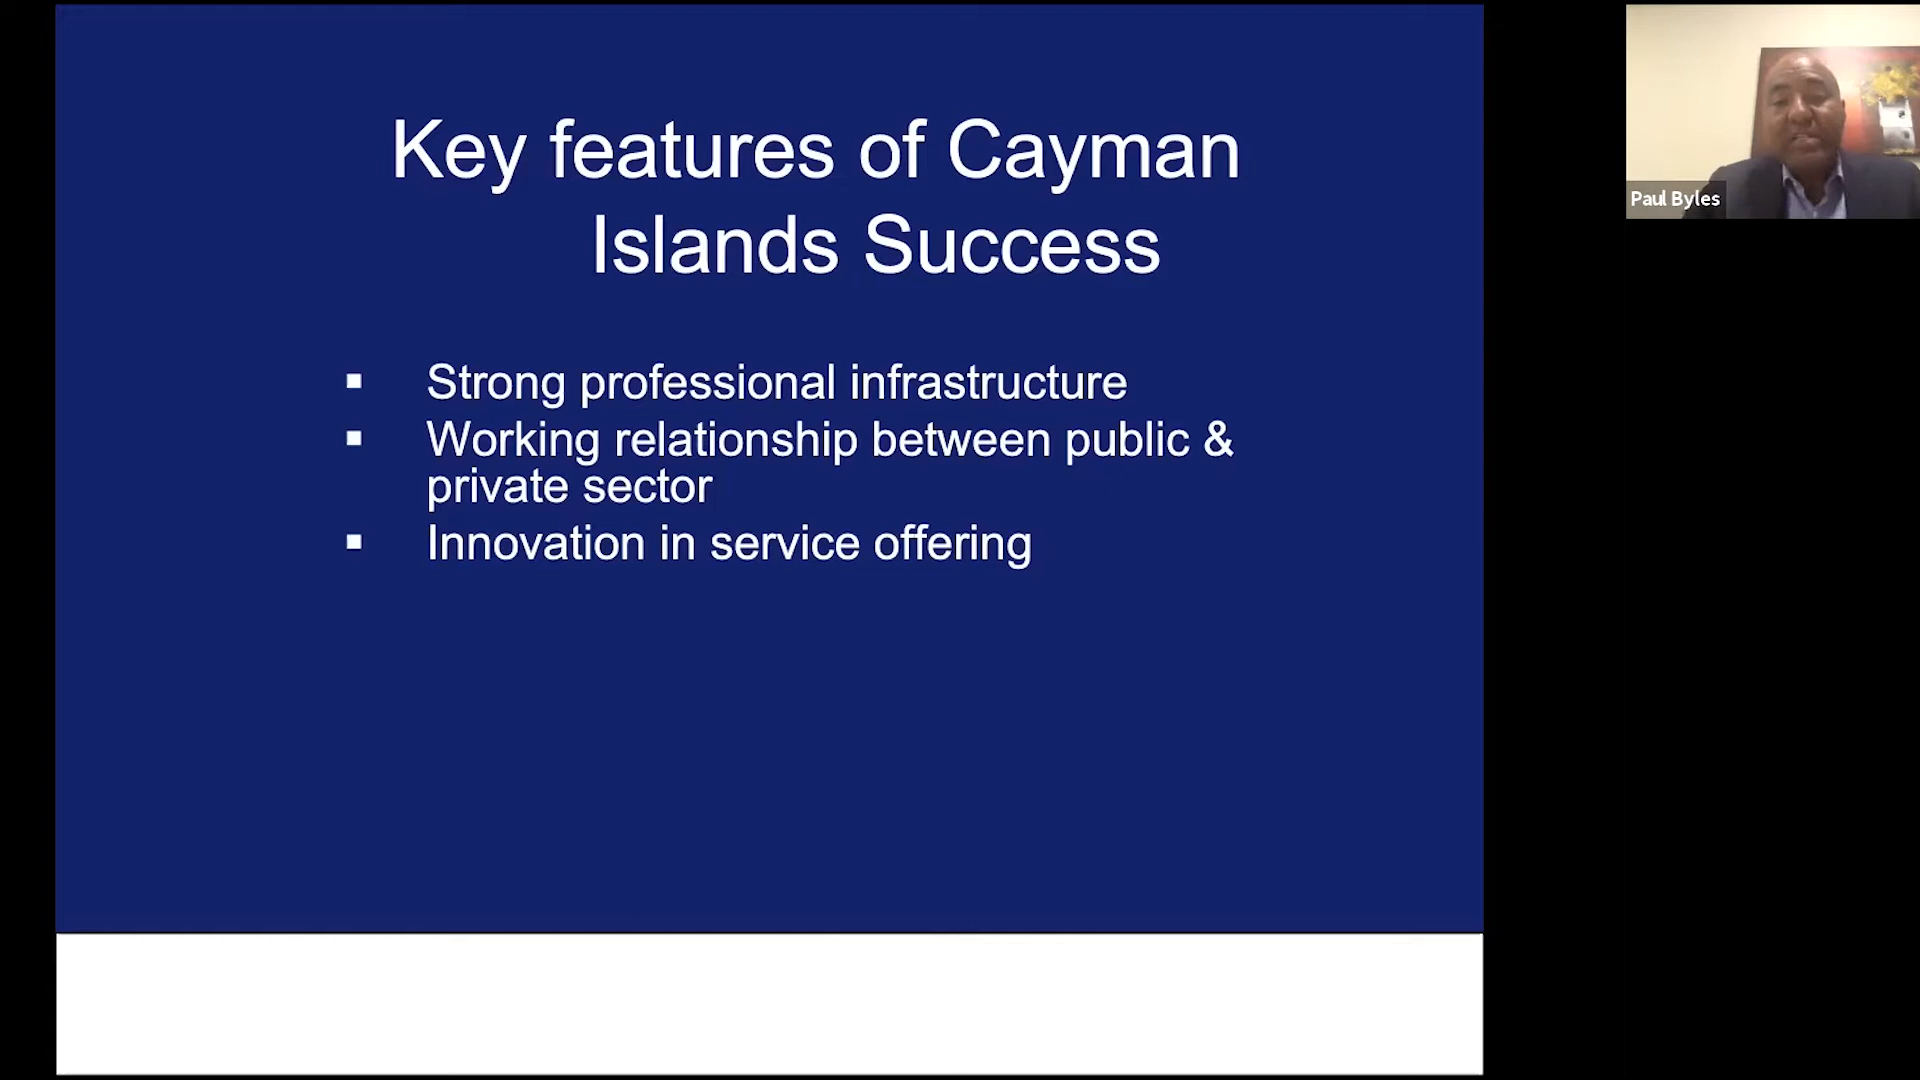 Key features of Cayman
Islands Success
▪ Strong professional infrastructure
▪ Working relationship between public &
private sector
▪ Innovation in service offering
Paul Byles